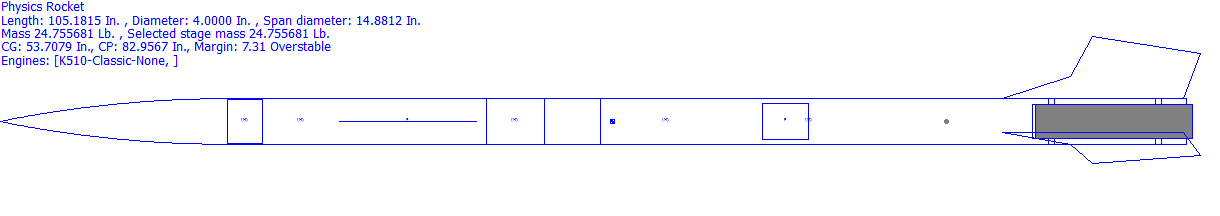 Physics Rocket
Length: 105.1815 In. , Diameter: 4.0000 In. , Span diameter: 14.8812 In.
Mass 24.755681 Lb. , Selected stage mass 24.755681 Lb.
CG: 53.7079 In., CP: 82.9567 In., Margin: 7.31 Overstable
Engines: [K510-Classic-None, ]